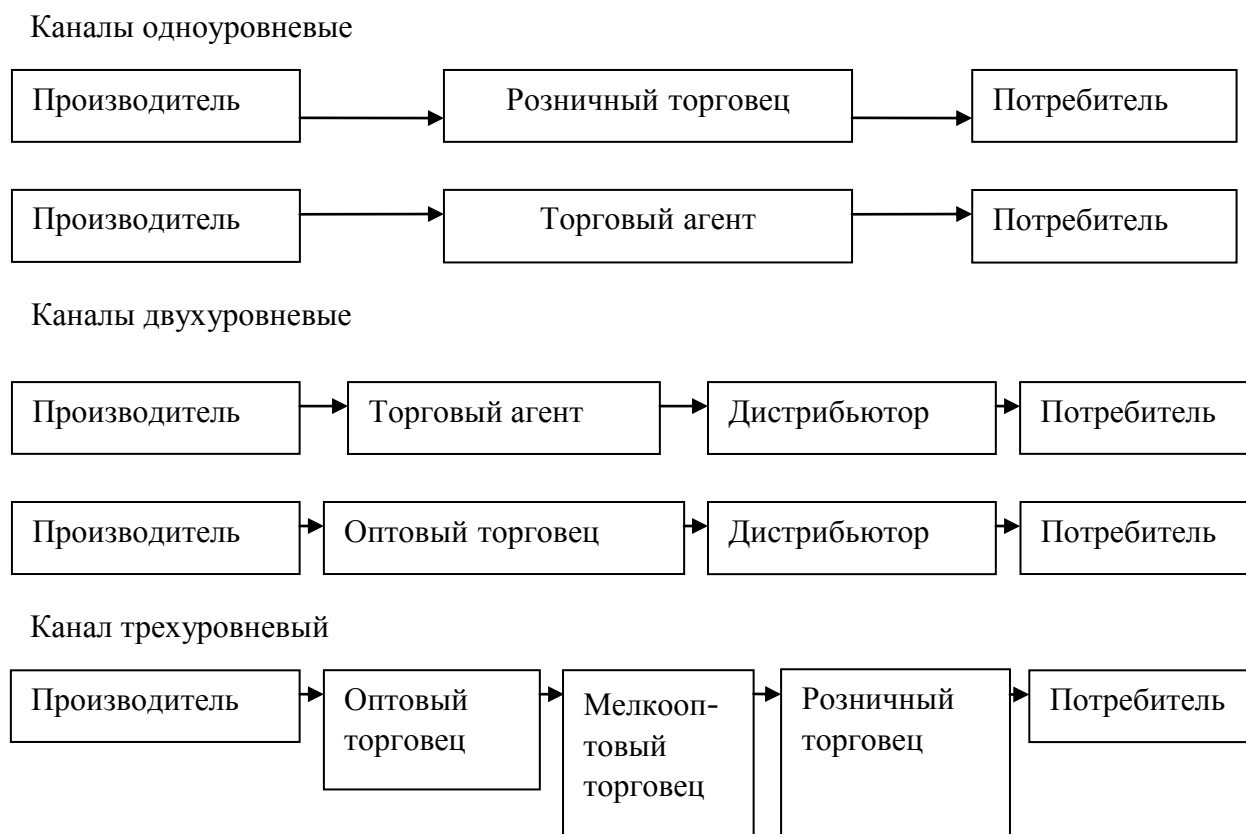 Каналы одноуровневые
Производитель Розничный торговец Потребитель
Производитель Торговый агент Потребитель
Каналы двухуровневые
Производитель Торговый агент Дистрибьютор Потребитель
Производитель Оптовый торговец Дистрибьютор Потребитель
Канал трехуровневый
Производитель
Оптовый
торговец
Мелкооп-
товый
торговец
Розничный
торговец
Потребитель